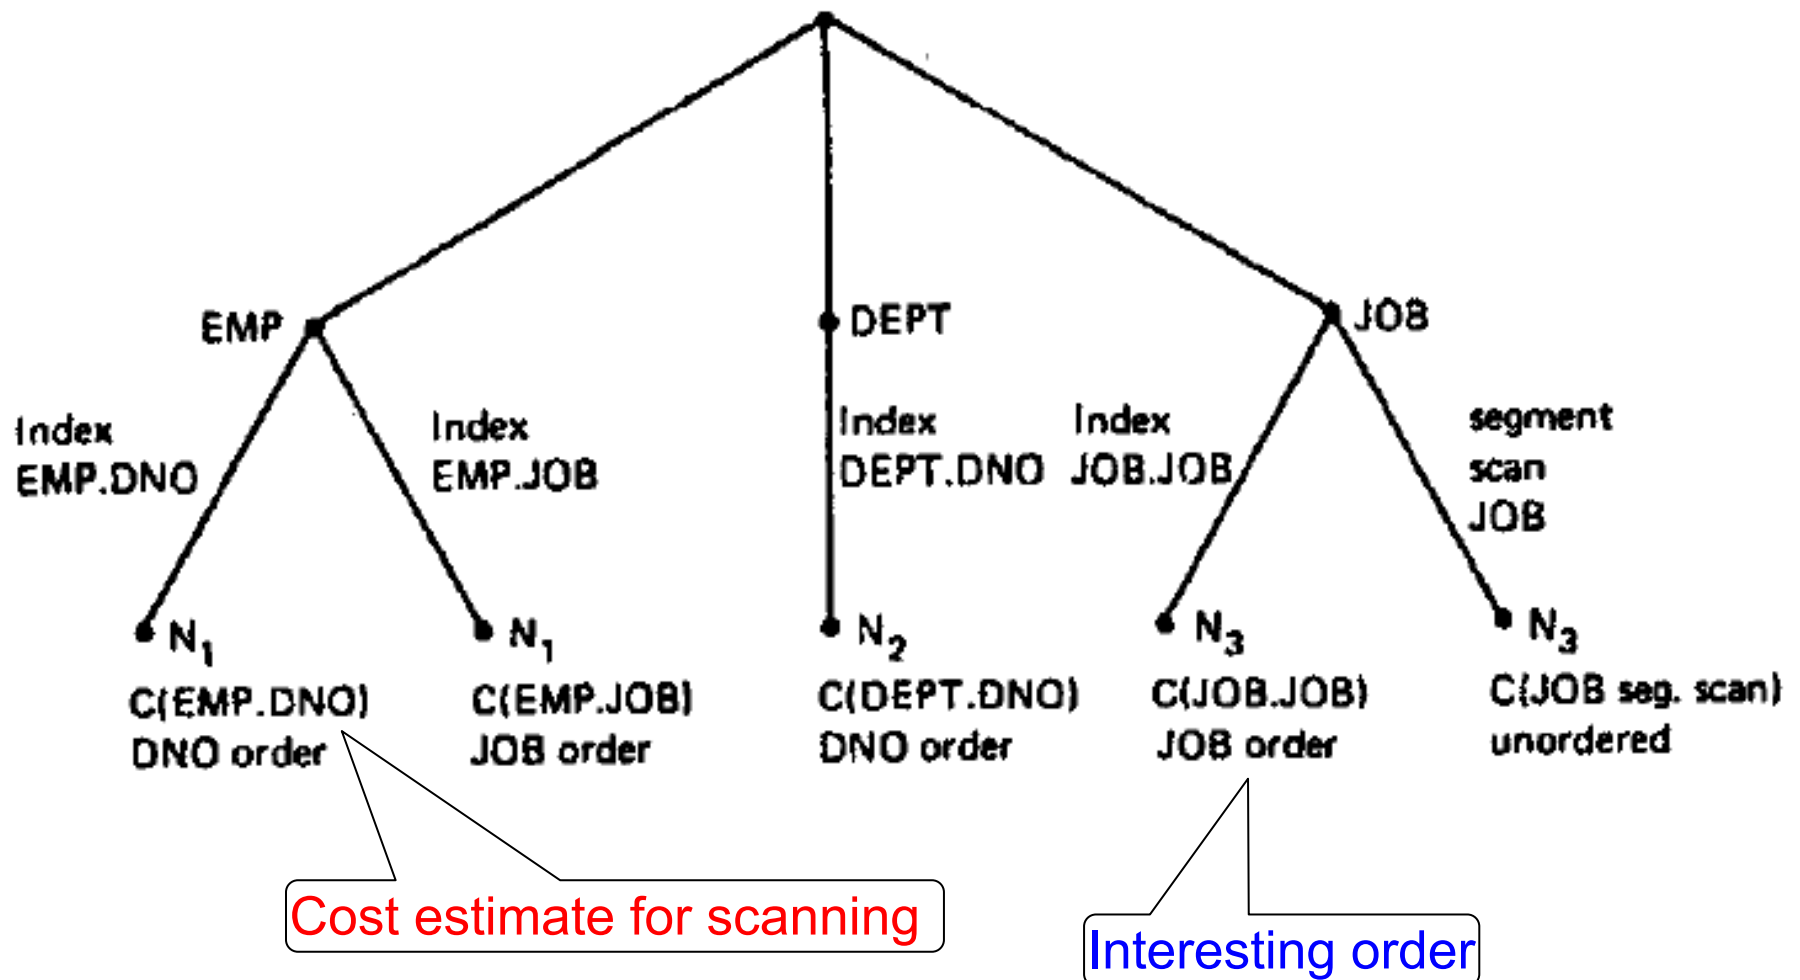 EMP
DEPT
JOB
Index
EMP.DNO
Index
EMP.JOB
Index
DEPT.DNO
Index
JOB.JOB
segment
scan
JOB
N1
C(EMP.DNO)
DNO order
N1
C(EMP.JOB)
JOB order
N2
C(DEPT.DNO)
DNO order
N3
C(JOB.JOB)
JOB order
N3
C(JOB seg. scan)
unordered
Cost estimate for scanning
Interesting order